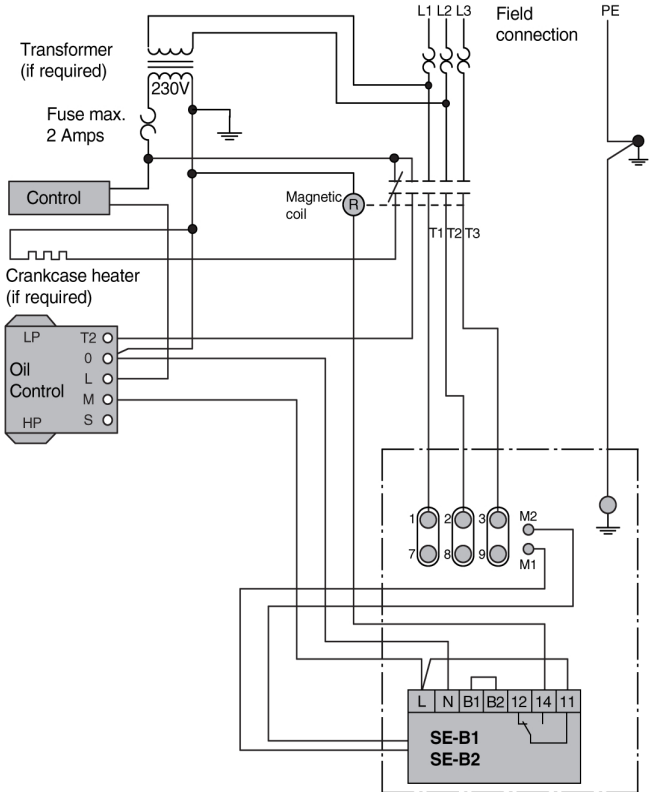 L1 L2 L3
Field
connection
PE
Transformer
(if required)
230V
Fuse max.
2 Amps
Control
Magnetic
coil
R
T1 T2 T3
Crankcase heater
(if required)
LP
T2
0
Oil
Control
L
M
HP
S
1
2
3
M2
7
8
9
M1
L N B1 B2 12 14 11
SE-B1
SE-B2